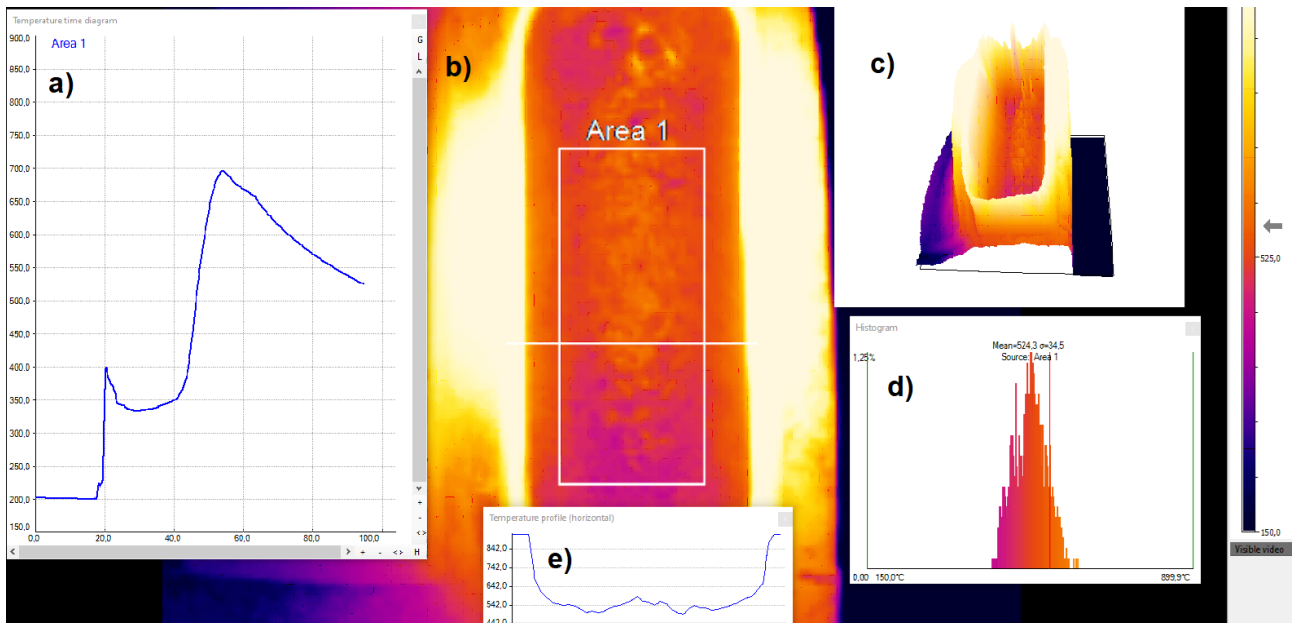 Temperature time diagram
Area 1
a)
G
L
900,0
850,0
800,0
750,0
700,0
650,0
600,0
550,0
500,0
450,0
400,0
350,0
300,0
250,0
200,0
150,0
0,0 20,0 40,0 60,0 80,0 100,0
+
-
<>
+ - <> H
b)
Area 1
c)
525,0
150,0
Visible video
Histogram
Mean=524,3 σ=34,5
Source: Area 1
1,25%
d)
0,00 150,0°C 899,9°C
Temperature profile (horizontal)
e)
842,0
742,0
642,0
542,0
442,0